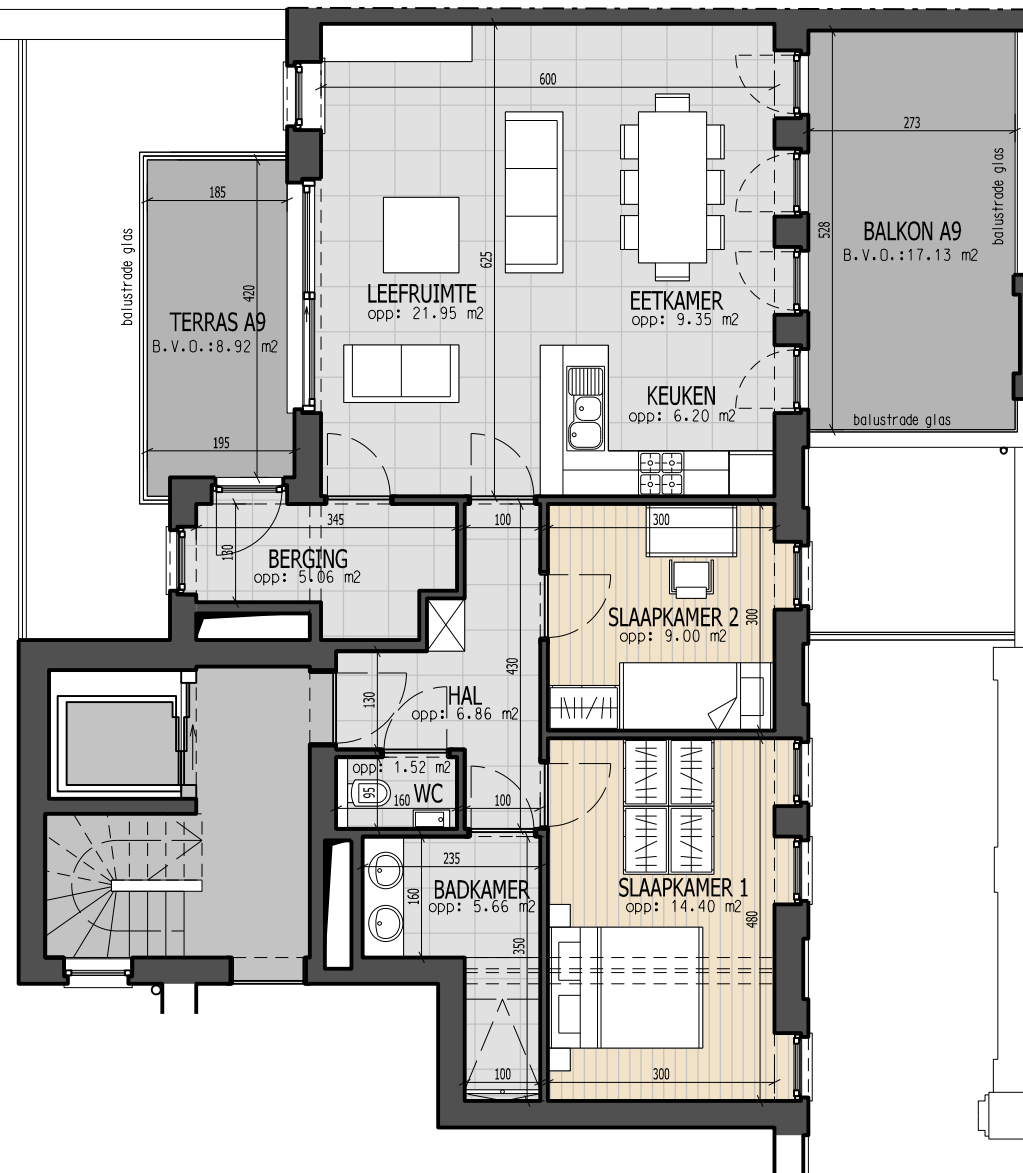 600
273
185
balustrade glas
balustrade glas
528
625
420
BALKON A9
B.V.O.:17.13 m2
LEEFRUIMTE
opp: 21.95 m2
EETKAMER
opp: 9.35 m2
TERRAS A9
B.V.O.:8.92 m2
KEUKEN
opp: 6.20 m2
balustrade glas
195
345
100
300
130
BERGING
opp: 5.06 m2
SLAAPKAMER 2
opp: 9.00 m2
300
430
130
HAL
opp: 6.86 m2
opp: 1.52 m2
95
WC
160
100
235
160
BADKAMER
opp: 5.66 m2
SLAAPKAMER 1
opp: 14.40 m2
480
350
100
300